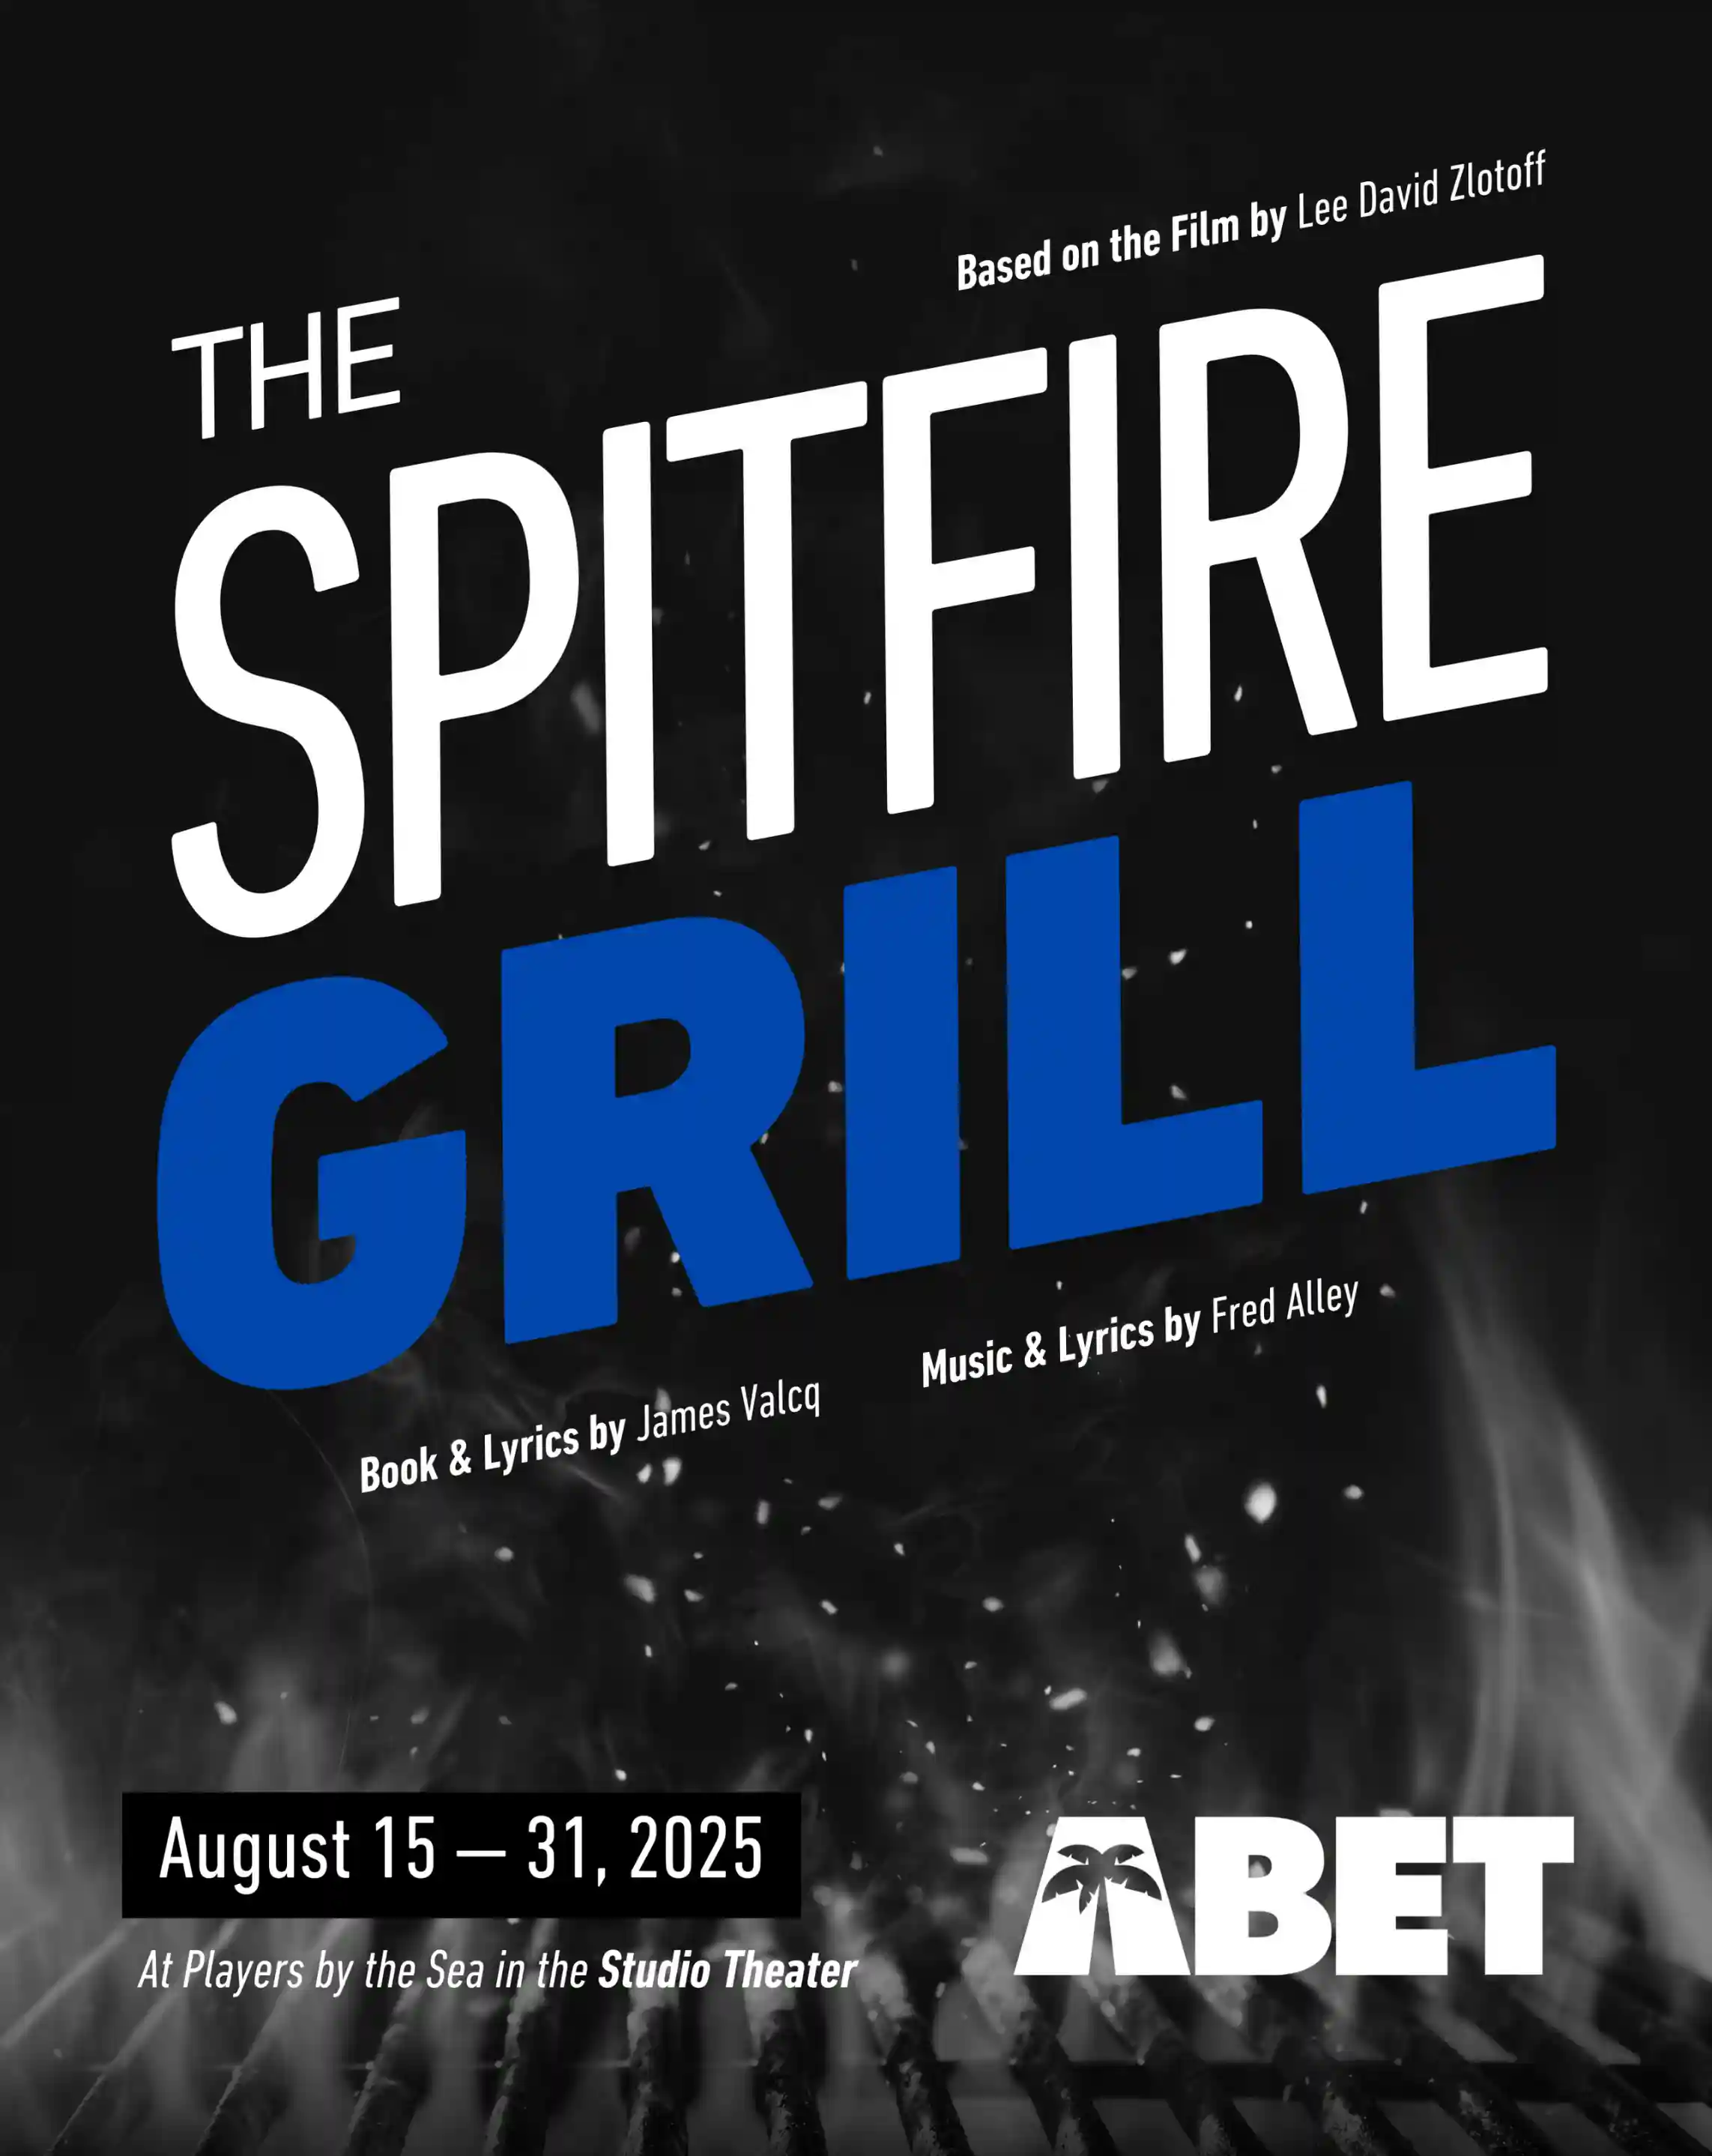 Based on the Film by Lee David Zlotoff
THE
SPITFIRE
GRILL
Book & Lyrics by James Valcq
Music & Lyrics by Fred Alley
August 15 — 31, 2025
At Players by the Sea in the Studio Theater
ABET